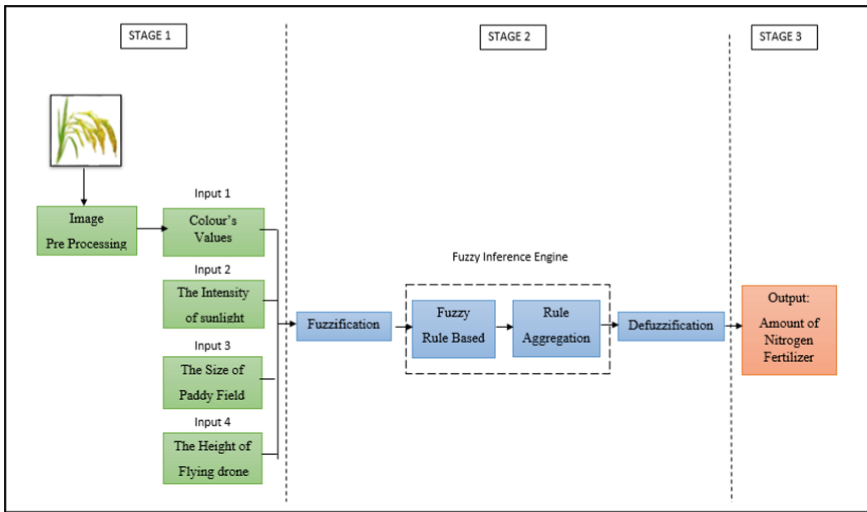 STAGE 1
STAGE 2
STAGE 3
Input 1
Image
Pre Processing
Colour's
Values
Input 2
The Intensity
of sunlight
Input 3
The Size of
Paddy Field
Input 4
The Height of
Flying drone
Fuzzification
Fuzzy Inference Engine
Fuzzy
Rule Based
Rule
Aggregation
Defuzzification
Output:
Amount of
Nitrogen
Fertilizer